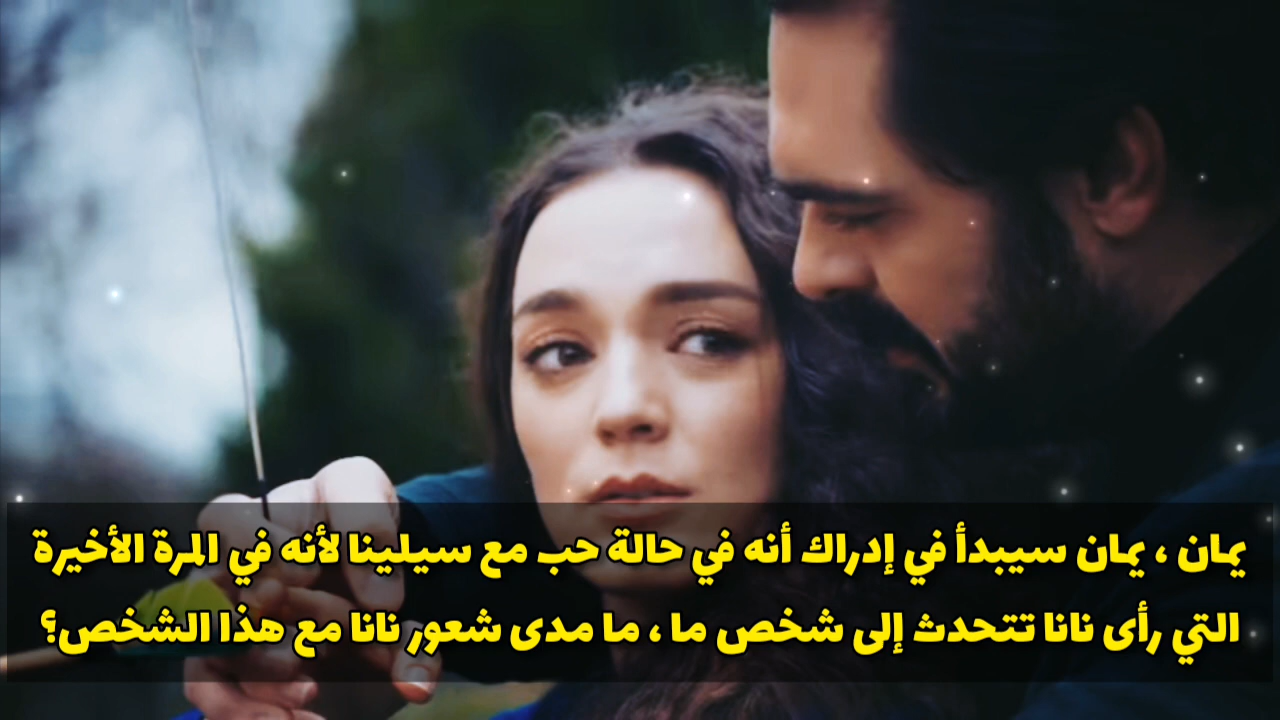 يمان ، يمان سيبدأ في إدراك أنه في حالة حب مع سيلينا لأنه في المرة الأخيرة
التي رأى نانا تتحدث إلى شخص ما ، ما مدى شعور نانا مع هذا الشخص؟